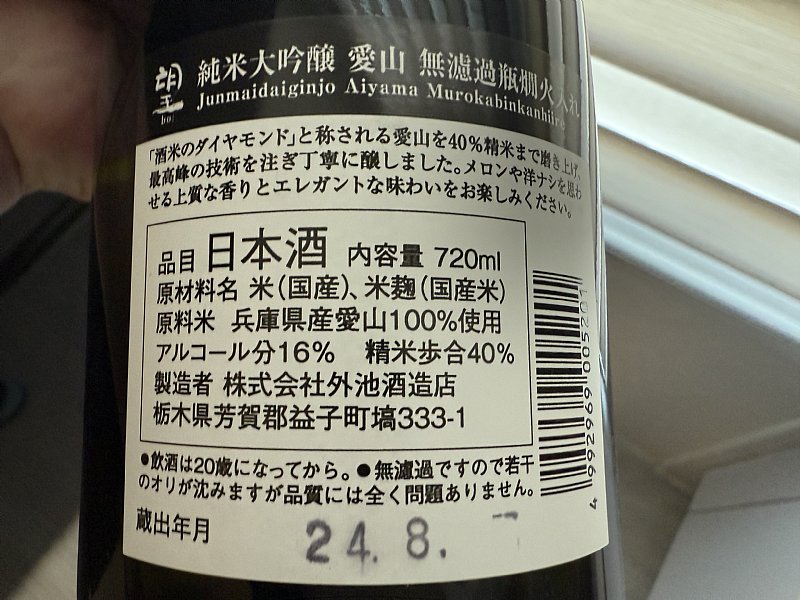 望 純米大吟醸 愛山 無濾過瓶燗火入れ
bo: Junmaidaiginjo Aiyama Murokabinkanhiire
「酒米のダイヤモンド」と称される愛山を40%精米まで磨き上げ、
最高峰の技術を注ぎ丁寧に醸しました。メロンや洋ナシを思わ
せる上質な香りとエレガントな味わいをお楽しみください。
品目 日本酒 内容量 720ml
原材料名 米(国産)、米麹(国産米)
原料米 兵庫県産愛山100%使用
アルコール分16% 精米歩合40%
製造者 株式会社外池酒造店
栃木県芳賀郡益子町塙333-1
●飲酒は20歳になってから。●無濾過ですので若干
のオリが沈みますが品質には全く問題ありません。
蔵出年月 24. 8.
4 992969 005201